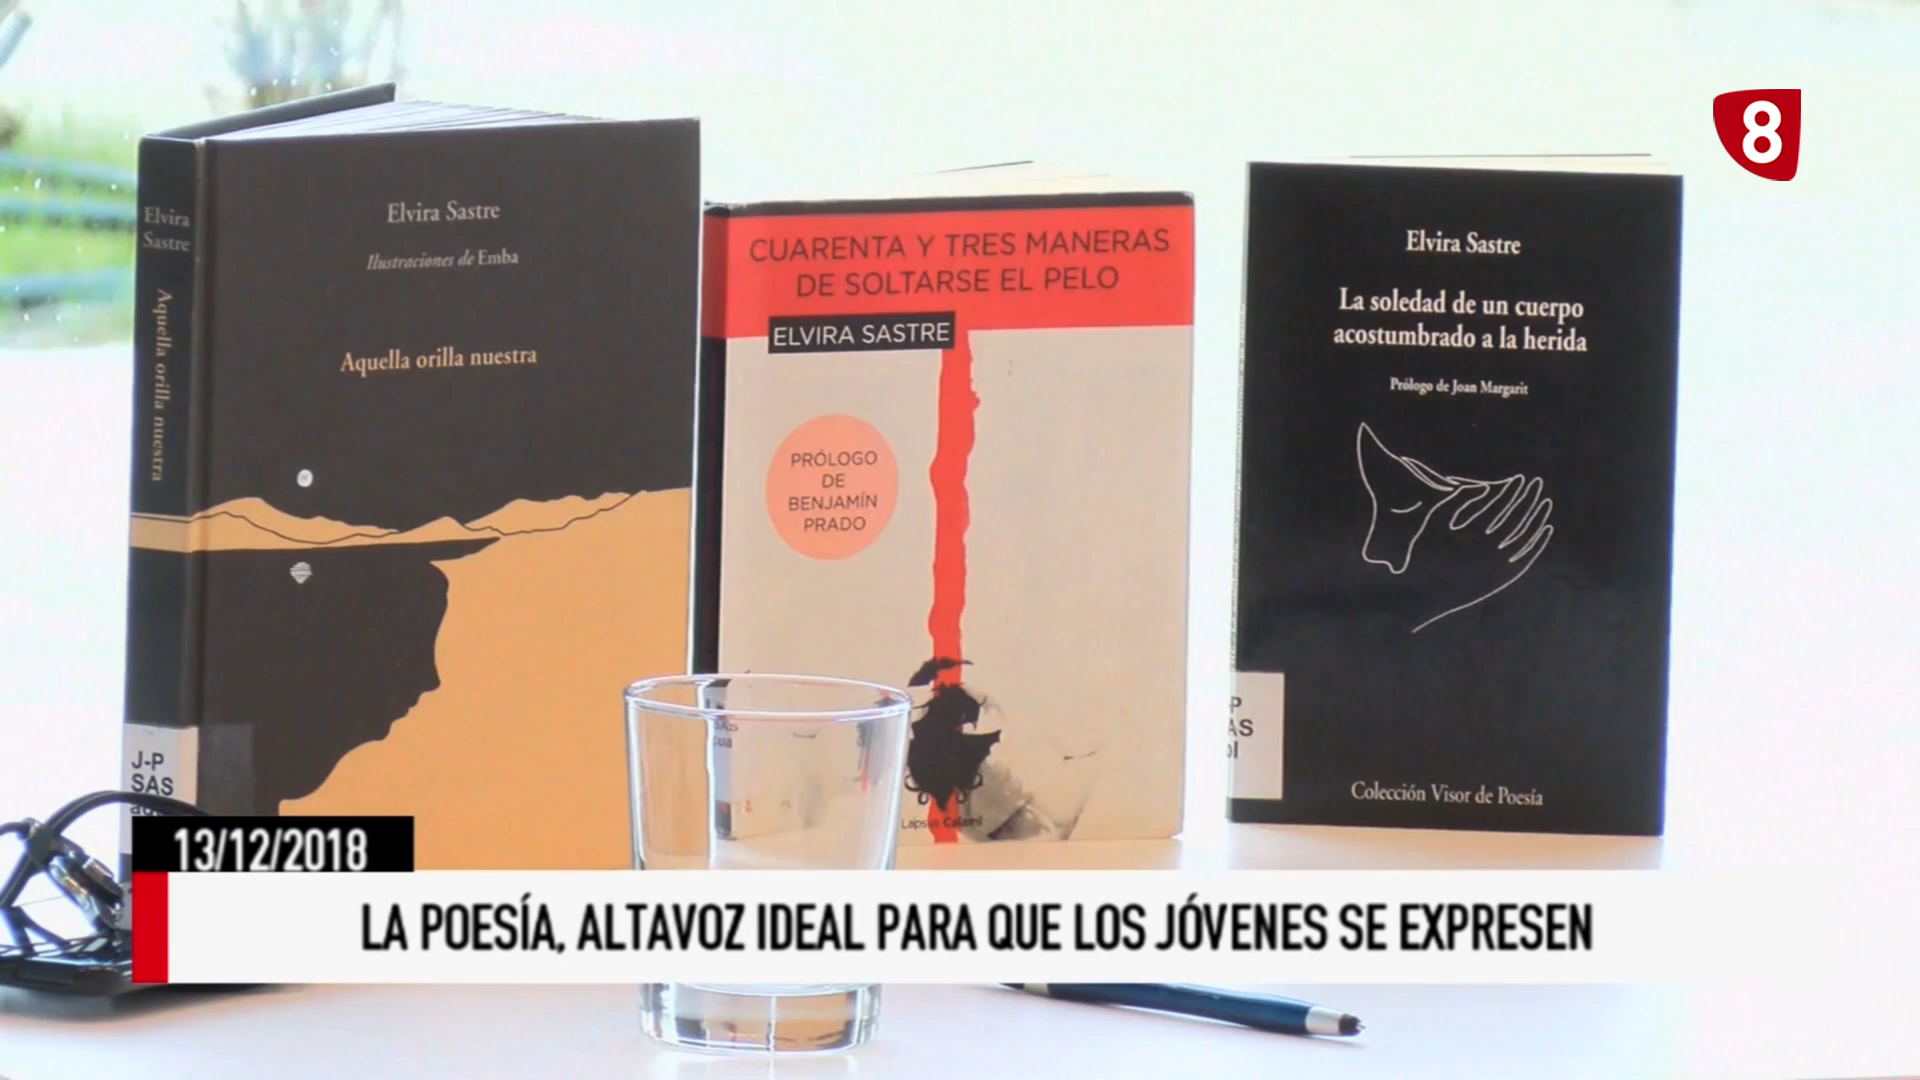 8
Elvira
Sastre
Aquella orilla nuestra
Elvira Sastre
Ilustraciones de Emba
Aquella orilla nuestra
J-P
SAS
CUARENTA Y TRES MANERAS
DE SOLTARSE EL PELO
ELVIRA SASTRE
PRÓLOGO
DE
BENJAMÍN
PRADO
Elvira Sastre
La soledad de un cuerpo
acostumbrado a la herida
Prólogo de Joan Margarit
Colección Visor de Poesía
13/12/2018
LA POESÍA, ALTAVOZ IDEAL PARA QUE LOS JÓVENES SE EXPRESEN